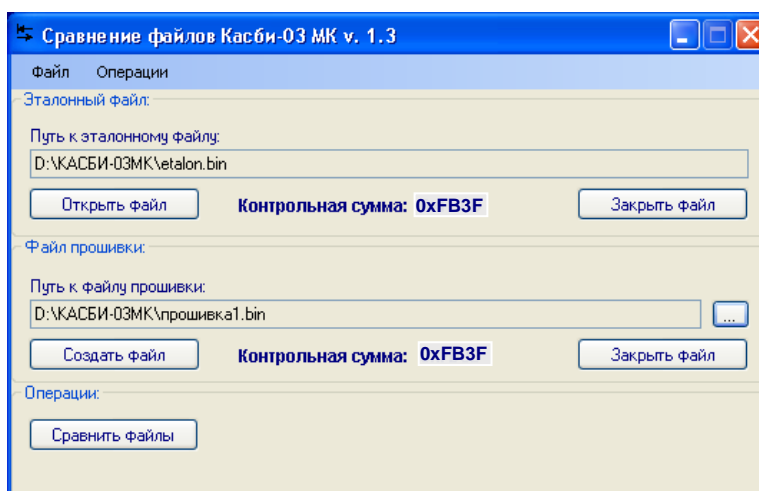 Сравнение файлов Касби-03 МК v. 1.3
Файл Операции
Эталонный файл:
Путь к эталонному файлу:
D:\КАСБИ-03МК\etalon.bin
Открыть файл Контрольная сумма: 0xFB3F Закрыть файл
Файл прошивки:
Путь к файлу прошивки:
D:\КАСБИ-03МК\прошивка1.bin
...
Создать файл Контрольная сумма: 0xFB3F Закрыть файл
Операции:
Сравнить файлы